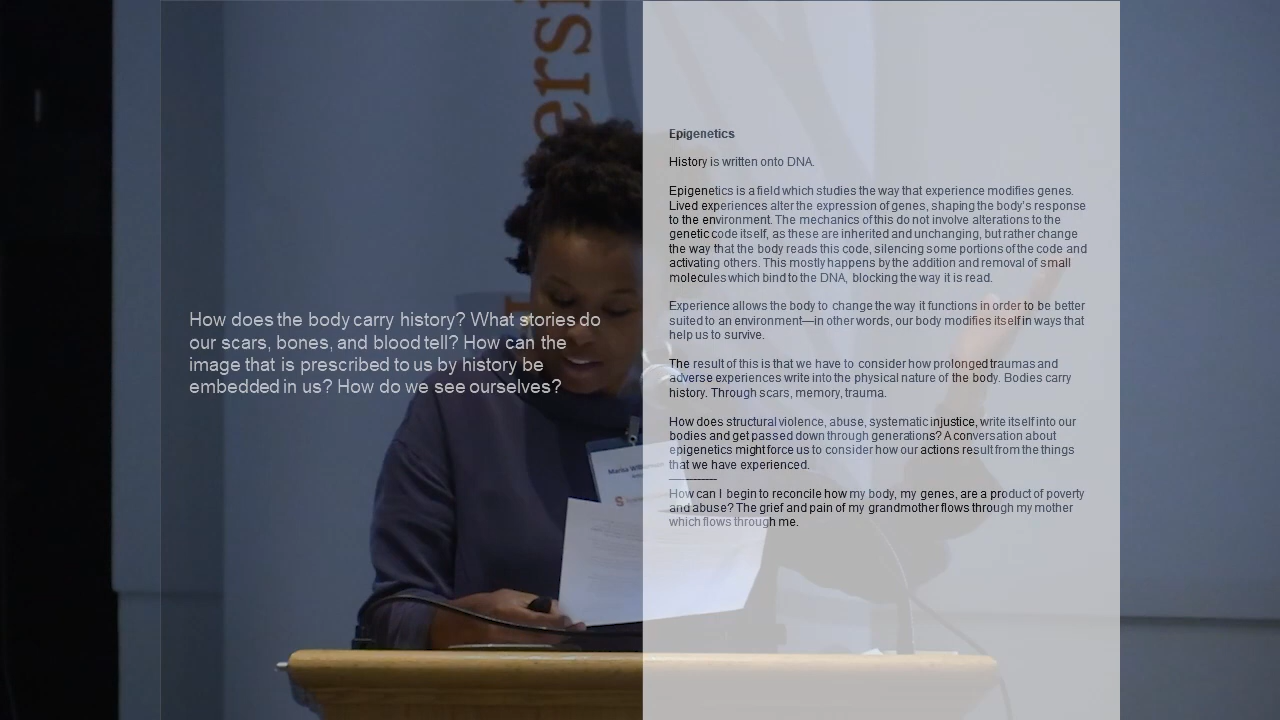 ersi
How does the body carry history? What stories do
our scars, bones, and blood tell? How can the
image that is prescribed to us by history be
embedded in us? How do we see ourselves?
Marisa
S
Epigenetics
History is written onto DNA.
Epigenetics is a field which studies the way that experience modifies genes.
Lived experiences alter the expression of genes, shaping the body's response
to the environment. The mechanics of this do not involve alterations to the
genetic code itself, as these are inherited and unchanging, but rather change
the way that the body reads this code, silencing some portions of the code and
activating others. This mostly happens by the addition and removal of small
molecules which bind to the DNA, blocking the way it is read.
Experience allows the body to change the way it functions in order to be better
suited to an environment—in other words, our body modifies itself in ways that
help us to survive.
The result of this is that we have to consider how prolonged traumas and
adverse experiences write into the physical nature of the body. Bodies carry
history. Through scars, memory, trauma.
How does structural violence, abuse, systematic injustice, write itself into our
bodies and get passed down through generations? A conversation about
epigenetics might force us to consider how our actions result from the things
that we have experienced.
-----------
How can I begin to reconcile how my body, my genes, are a product of poverty
and abuse? The grief and pain of my grandmother flows through my mother
which flows through me.